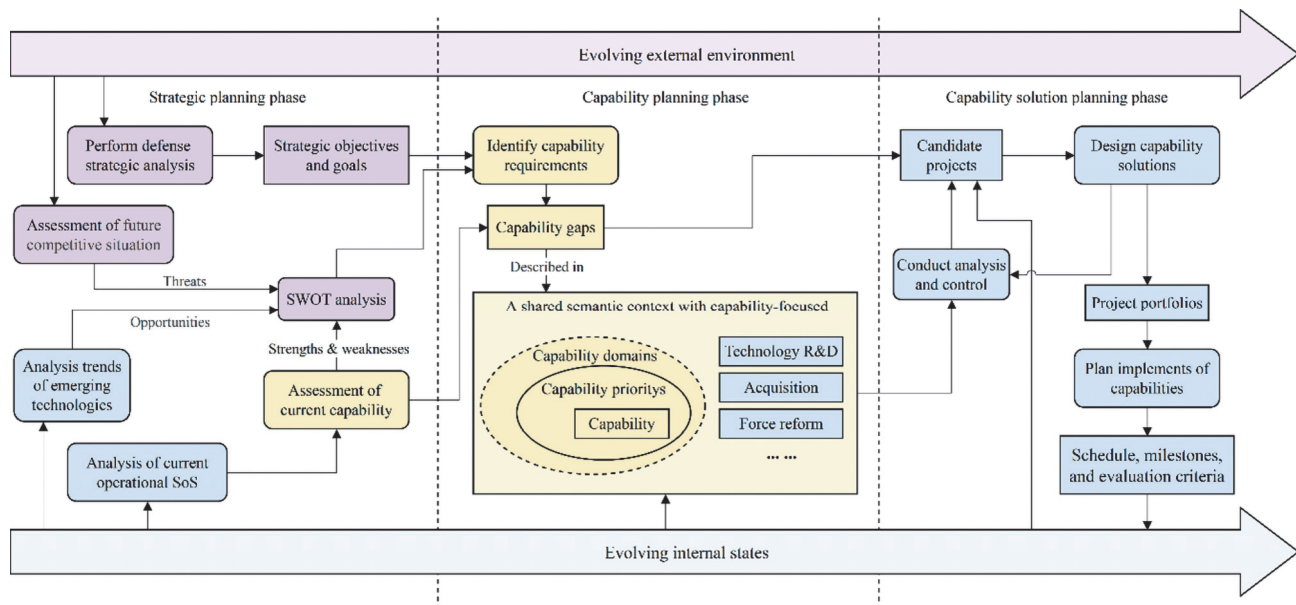 Evolving external environment
Strategic planning phase
Capability planning phase
Capability solution planning phase
Perform defense
strategic analysis
Strategic objectives
and goals
Identify capability
requirements
Candidate
projects
Design capability
solutions
Assessment of future
competitive situation
Capability gaps
Described in
Conduct analysis
and control
Threats
SWOT analysis
Opportunities
Strengths & weaknesses
Analysis trends
of emerging
technologies
Assessment of
current capability
Analysis of current
operational SoS
A shared semantic context with capability-focused
Capability domains
Capability prioritys
Capability
Technology R&D
Acquisition
Force reform
... ...
Project portfolios
Plan implements of
capabilities
Schedule, milestones,
and evaluation criteria
Evolving internal states